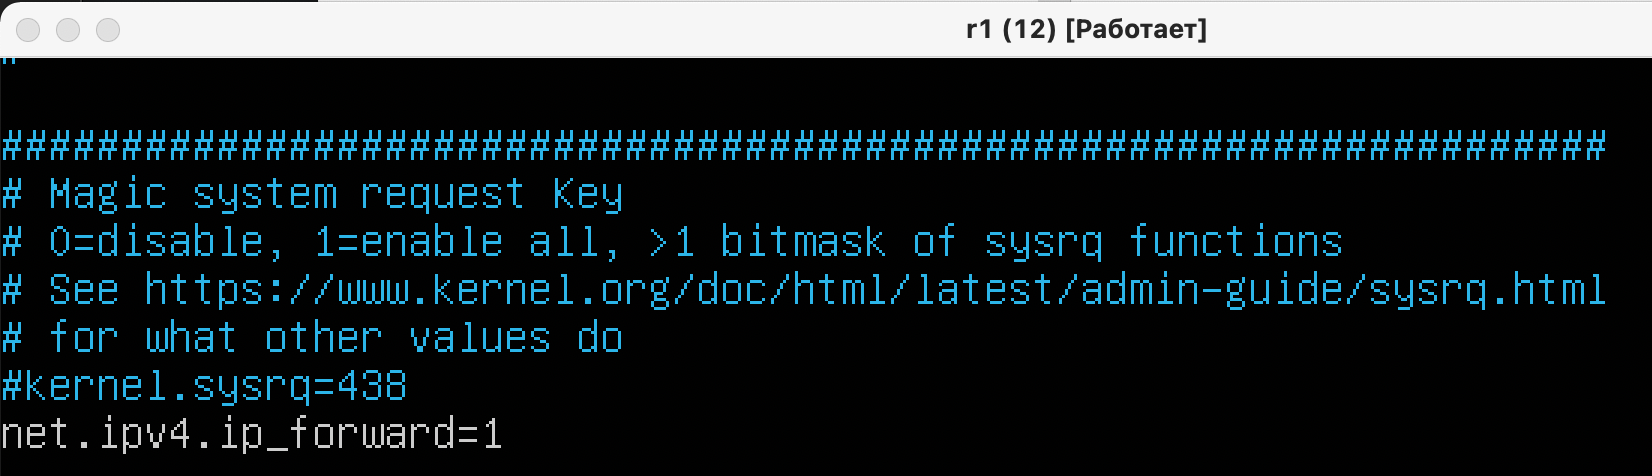 r1 (12) [Работает]
###################################################################
# Magic system request Key
# 0=disable, 1=enable all, >1 bitmask of sysrq functions
# See https://www.kernel.org/doc/html/latest/admin-guide/sysrq.html
# for what other values do
#kernel.sysrq=438
net.ipv4.ip_forward=1